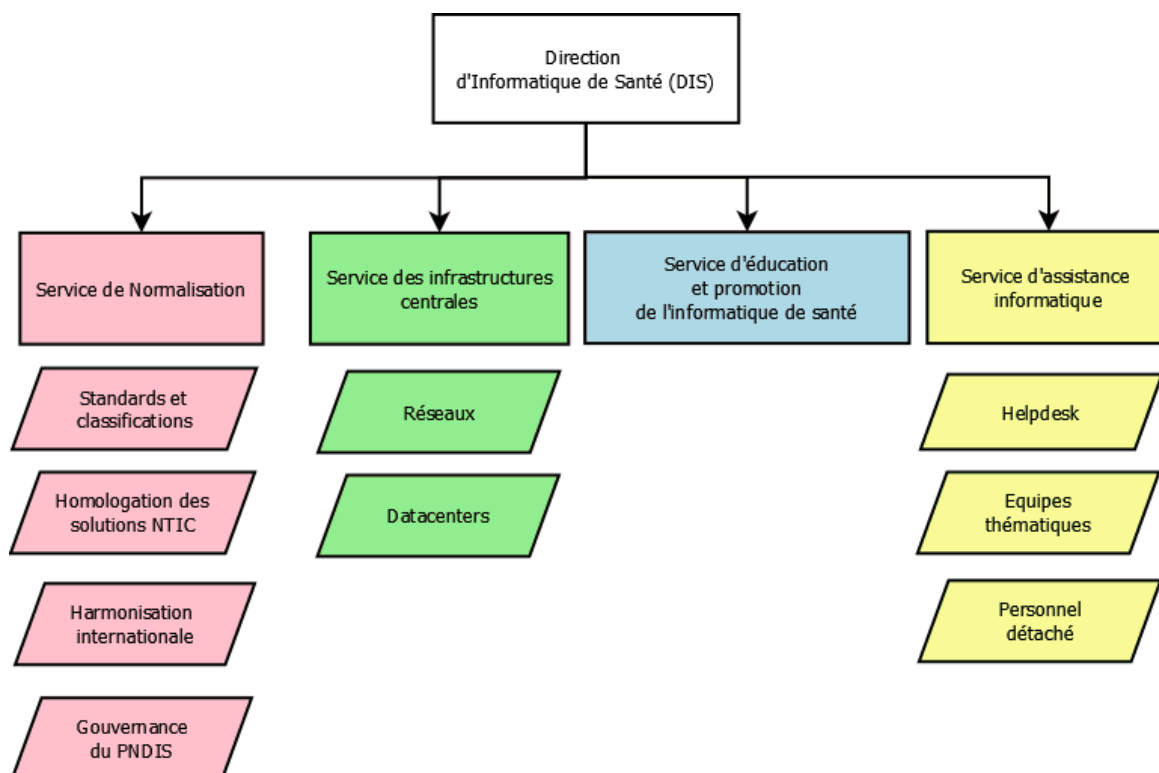 Direction
d'Informatique de Santé (DIS)
Service de Normalisation
Service des infrastructures
centrales
Service d'éducation
et promotion
de l'informatique de santé
Service d'assistance
informatique
Standards et
classifications
Réseaux
Helpdesk
Homologation des
solutions NTIC
Datacenters
Equipes
thématiques
Harmonisation
internationale
Personnel
détaché
Gouvernance
du PNDIS